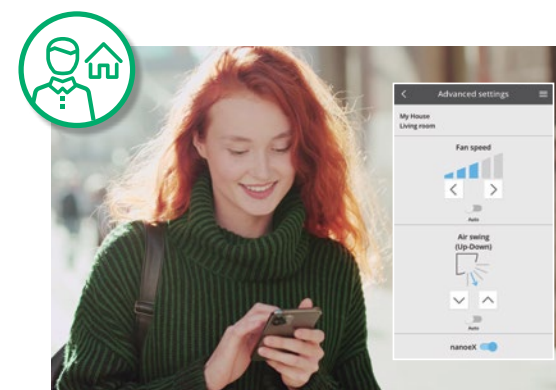 Advanced settings
My House
Living room
Fan speed
Auto
Air swing
(Up-Down)
Auto
nanoeX